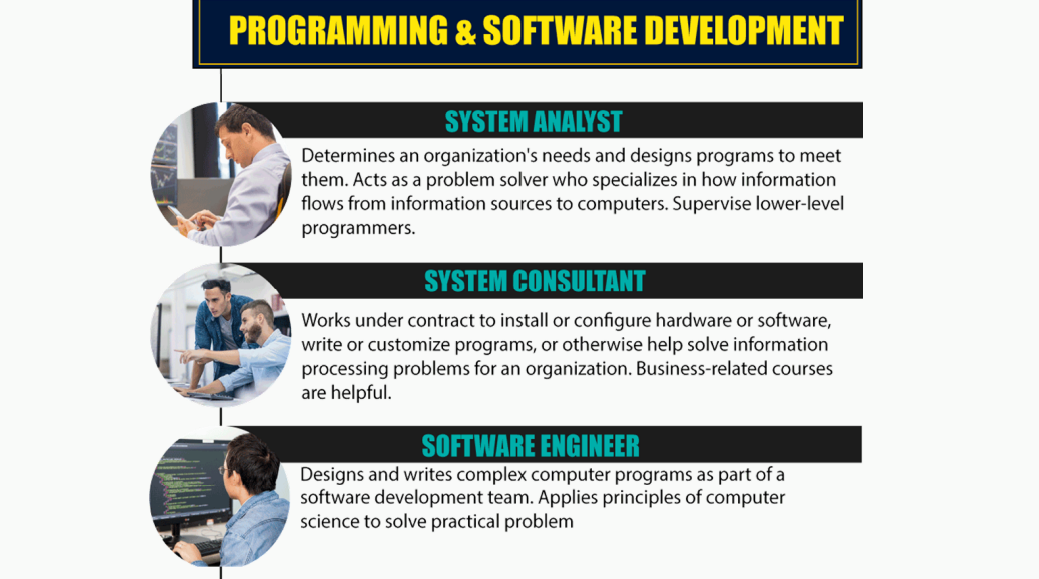 PROGRAMMING & SOFTWARE DEVELOPMENT
SYSTEM ANALYST
Determines an organization's needs and designs programs to meet
them. Acts as a problem solver who specializes in how information
flows from information sources to computers. Supervise lower-level
programmers.
SYSTEM CONSULTANT
Works under contract to install or configure hardware or software,
write or customize programs, or otherwise help solve information
processing problems for an organization. Business-related courses
are helpful.
SOFTWARE ENGINEER
Designs and writes complex computer programs as part of a
software development team. Applies principles of computer
science to solve practical problem